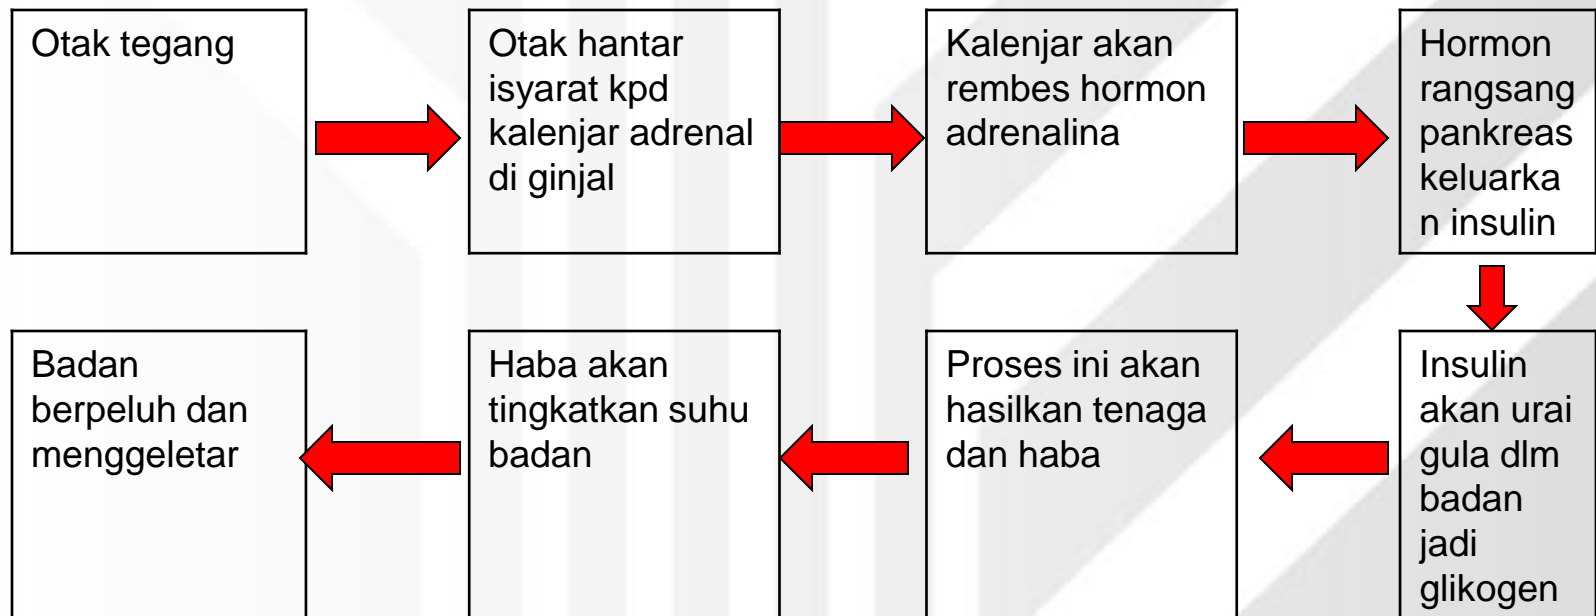 Otak tegang
Otak hantar
isyarat kpd
kalenjar adrenal
di ginjal
Kalenjar akan
rembes hormon
adrenalina
Hormon
rangsang
pankreas
keluarka
n insulin
Insulin
akan urai
gula dlm
badan
jadi
glikogen
Proses ini akan
hasilkan tenaga
dan haba
Haba akan
tingkatkan suhu
badan
Badan
berpeluh dan
menggeletar